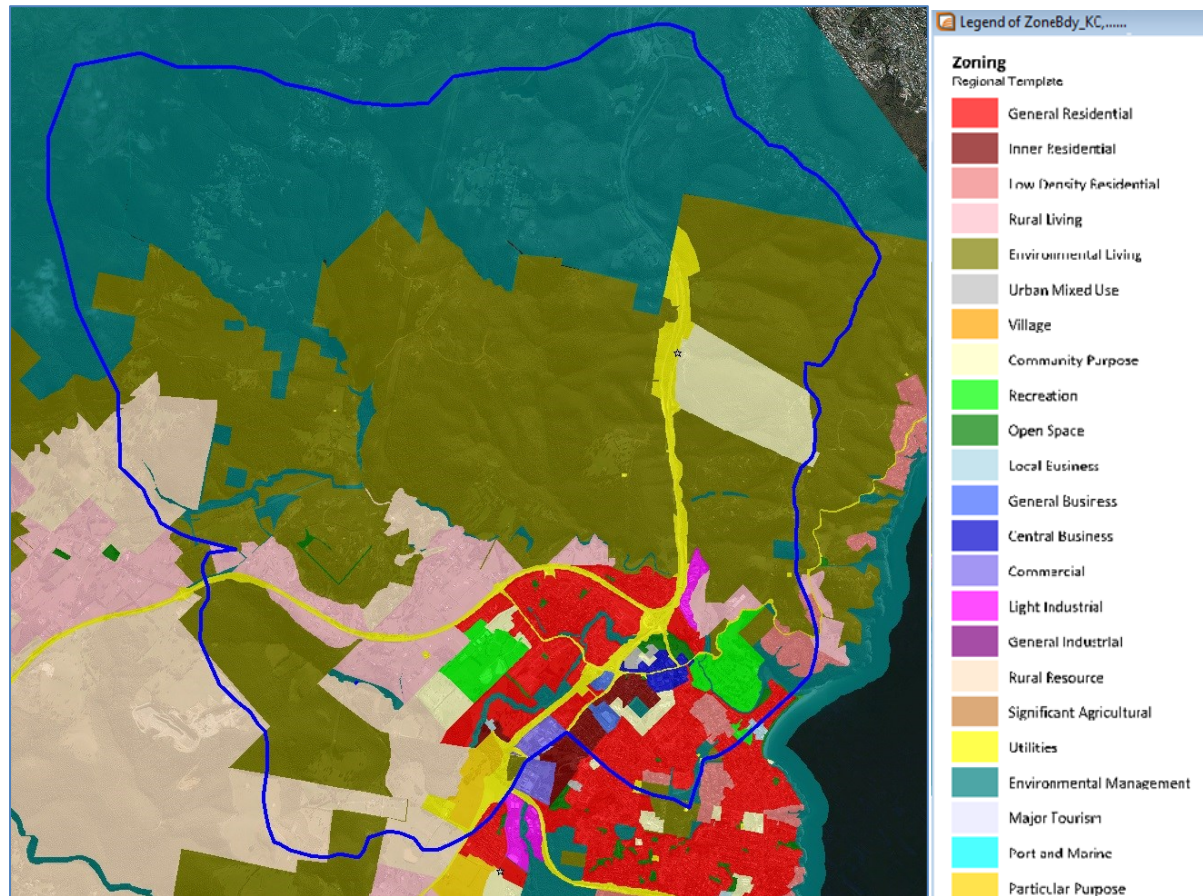 Legend of ZoneBdy_KC,......
Zoning
Regional Template
General Residential
Inner Residential
Low Density Residential
Rural Living
Environmental Living
Urban Mixed Use
Village
Community Purpose
Recreation
Open Space
Local Business
General Business
Central Business
Commercial
Light Industrial
General Industrial
Rural Resource
Significant Agricultural
Utilities
Environmental Management
Major Tourism
Port and Marine
Particular Purpose